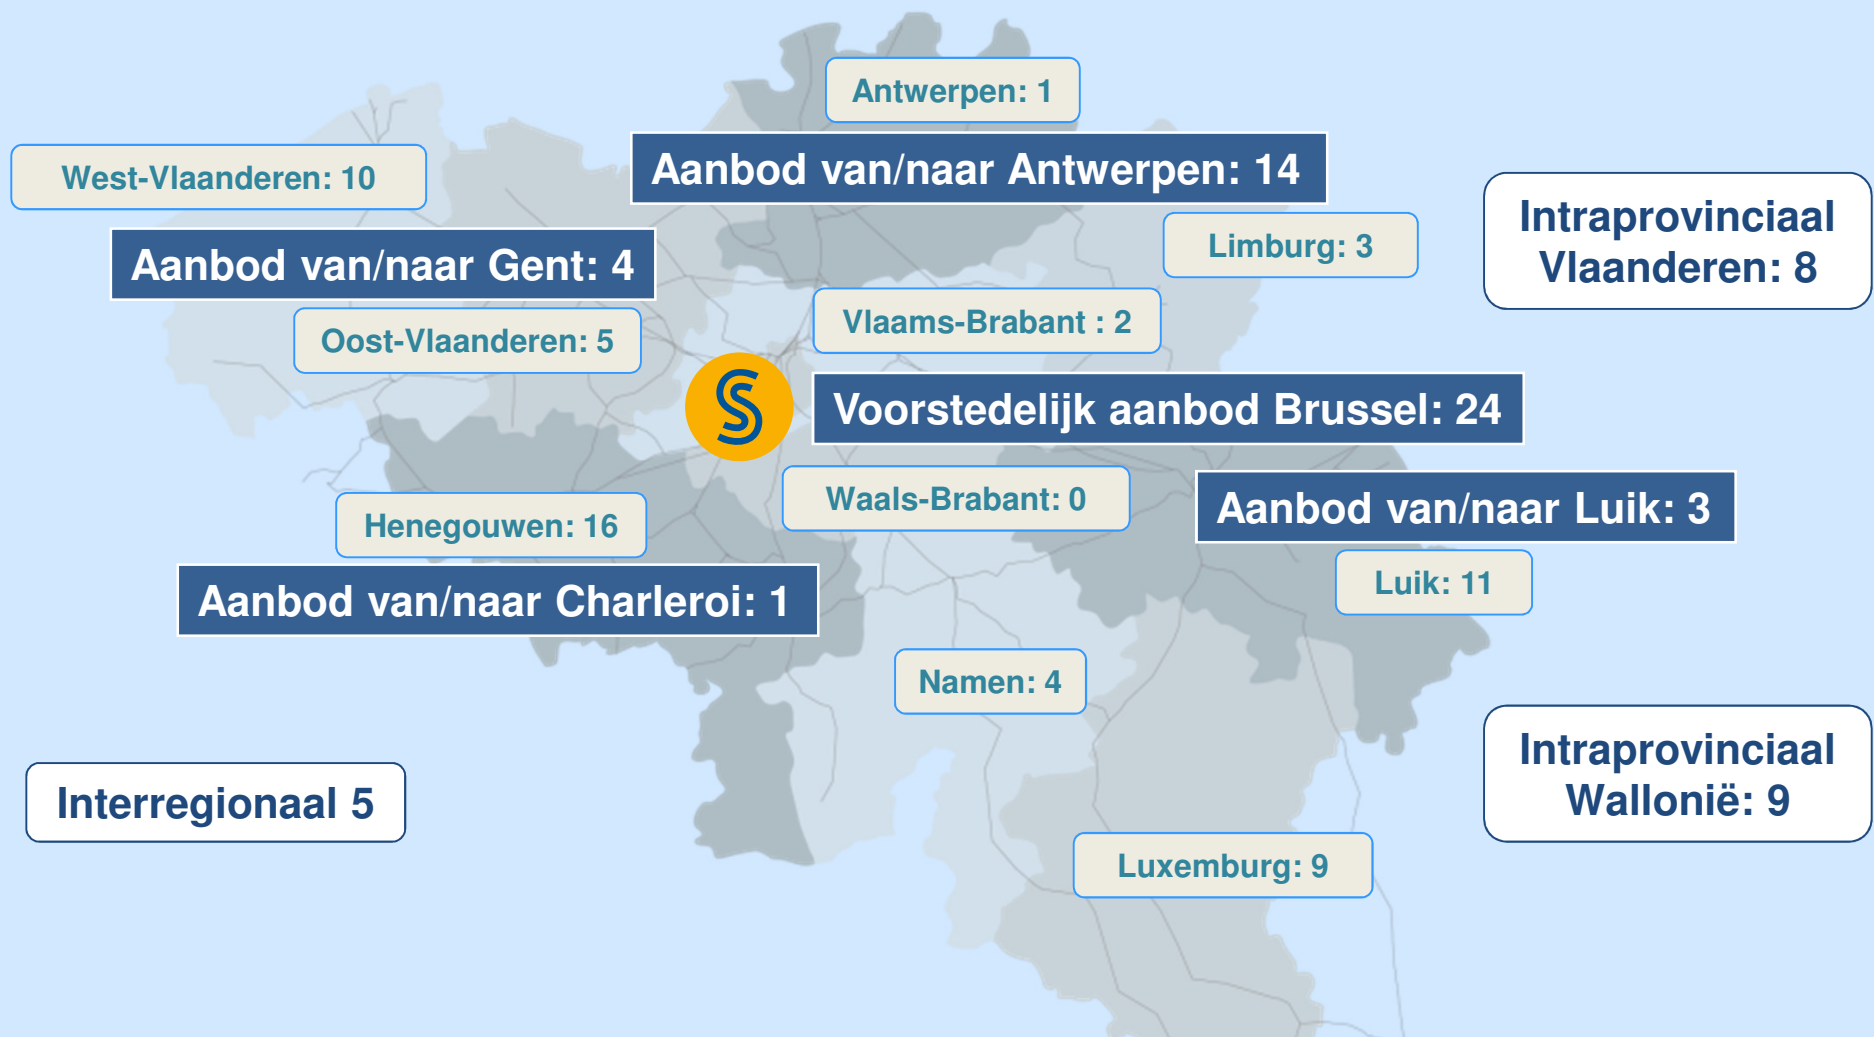 Antwerpen: 1
Aanbod van/naar Antwerpen: 14
West-Vlaanderen: 10
Intraprovinciaal
Vlaanderen: 8
Limburg: 3
Aanbod van/naar Gent: 4
Vlaams-Brabant : 2
Oost-Vlaanderen: 5
S
Voorstedelijk aanbod Brussel: 24
Waals-Brabant: 0
Aanbod van/naar Luik: 3
Henegouwen: 16
Luik: 11
Aanbod van/naar Charleroi: 1
Namen: 4
Intraprovinciaal
Wallonië: 9
Interregionaal 5
Luxemburg: 9